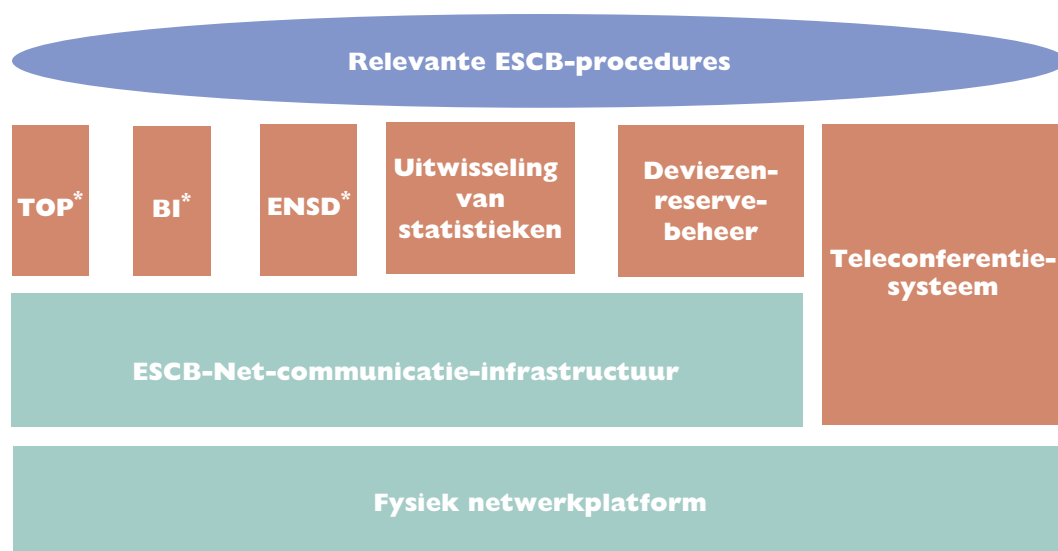 Relevante ESCB-procedures
TOP*
BI*
ENSD*
Uitwisseling
van
statistieken
Deviezen-
reserve-
beheer
Teleconferentie-
systeem
ESCB-Net-communicatie-infrastructuur
Fysiek netwerkplatform